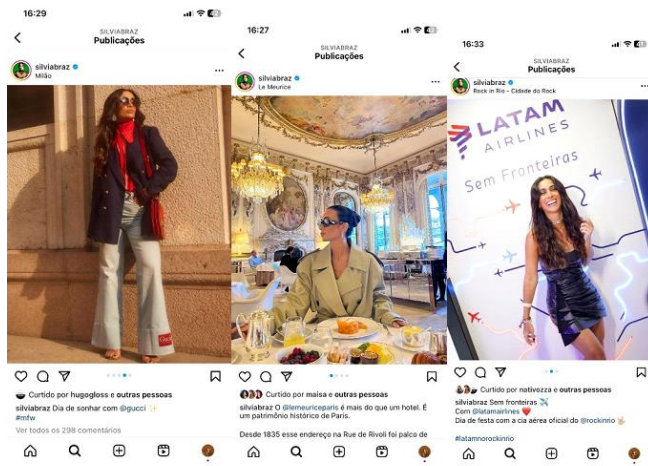 16:29
SILVIABRAZ
Publicações
silviabraz
Milão
Curtido por hugogloss e outras pessoas
silviabraz Dia de sonhar com @gucci ✨
#mfw
Ver todos os 298 comentários
16:27
SILVIABRAZ
Publicações
silviabraz
Le Meurice
Curtido por maisa e outras pessoas
silviabraz O @lemeuriceparis é mais do que um hotel. É
um patrimônio histórico de Paris.
Desde 1835 esse endereço na Rue de Rivoli foi palco de
16:33
SILVIABRAZ
Publicações
silviabraz
Rock in Rio - Cidade do Rock
LATAM
AIRLINES
Sem Fronteiras
Curtido por nativezza e outras pessoas
silviabraz Sem fronteiras ✈️
Com @latamairlines ❤️
Dia de festa com a cia aérea oficial do @rockinrio 🤟🏻
#latamnorockinrio